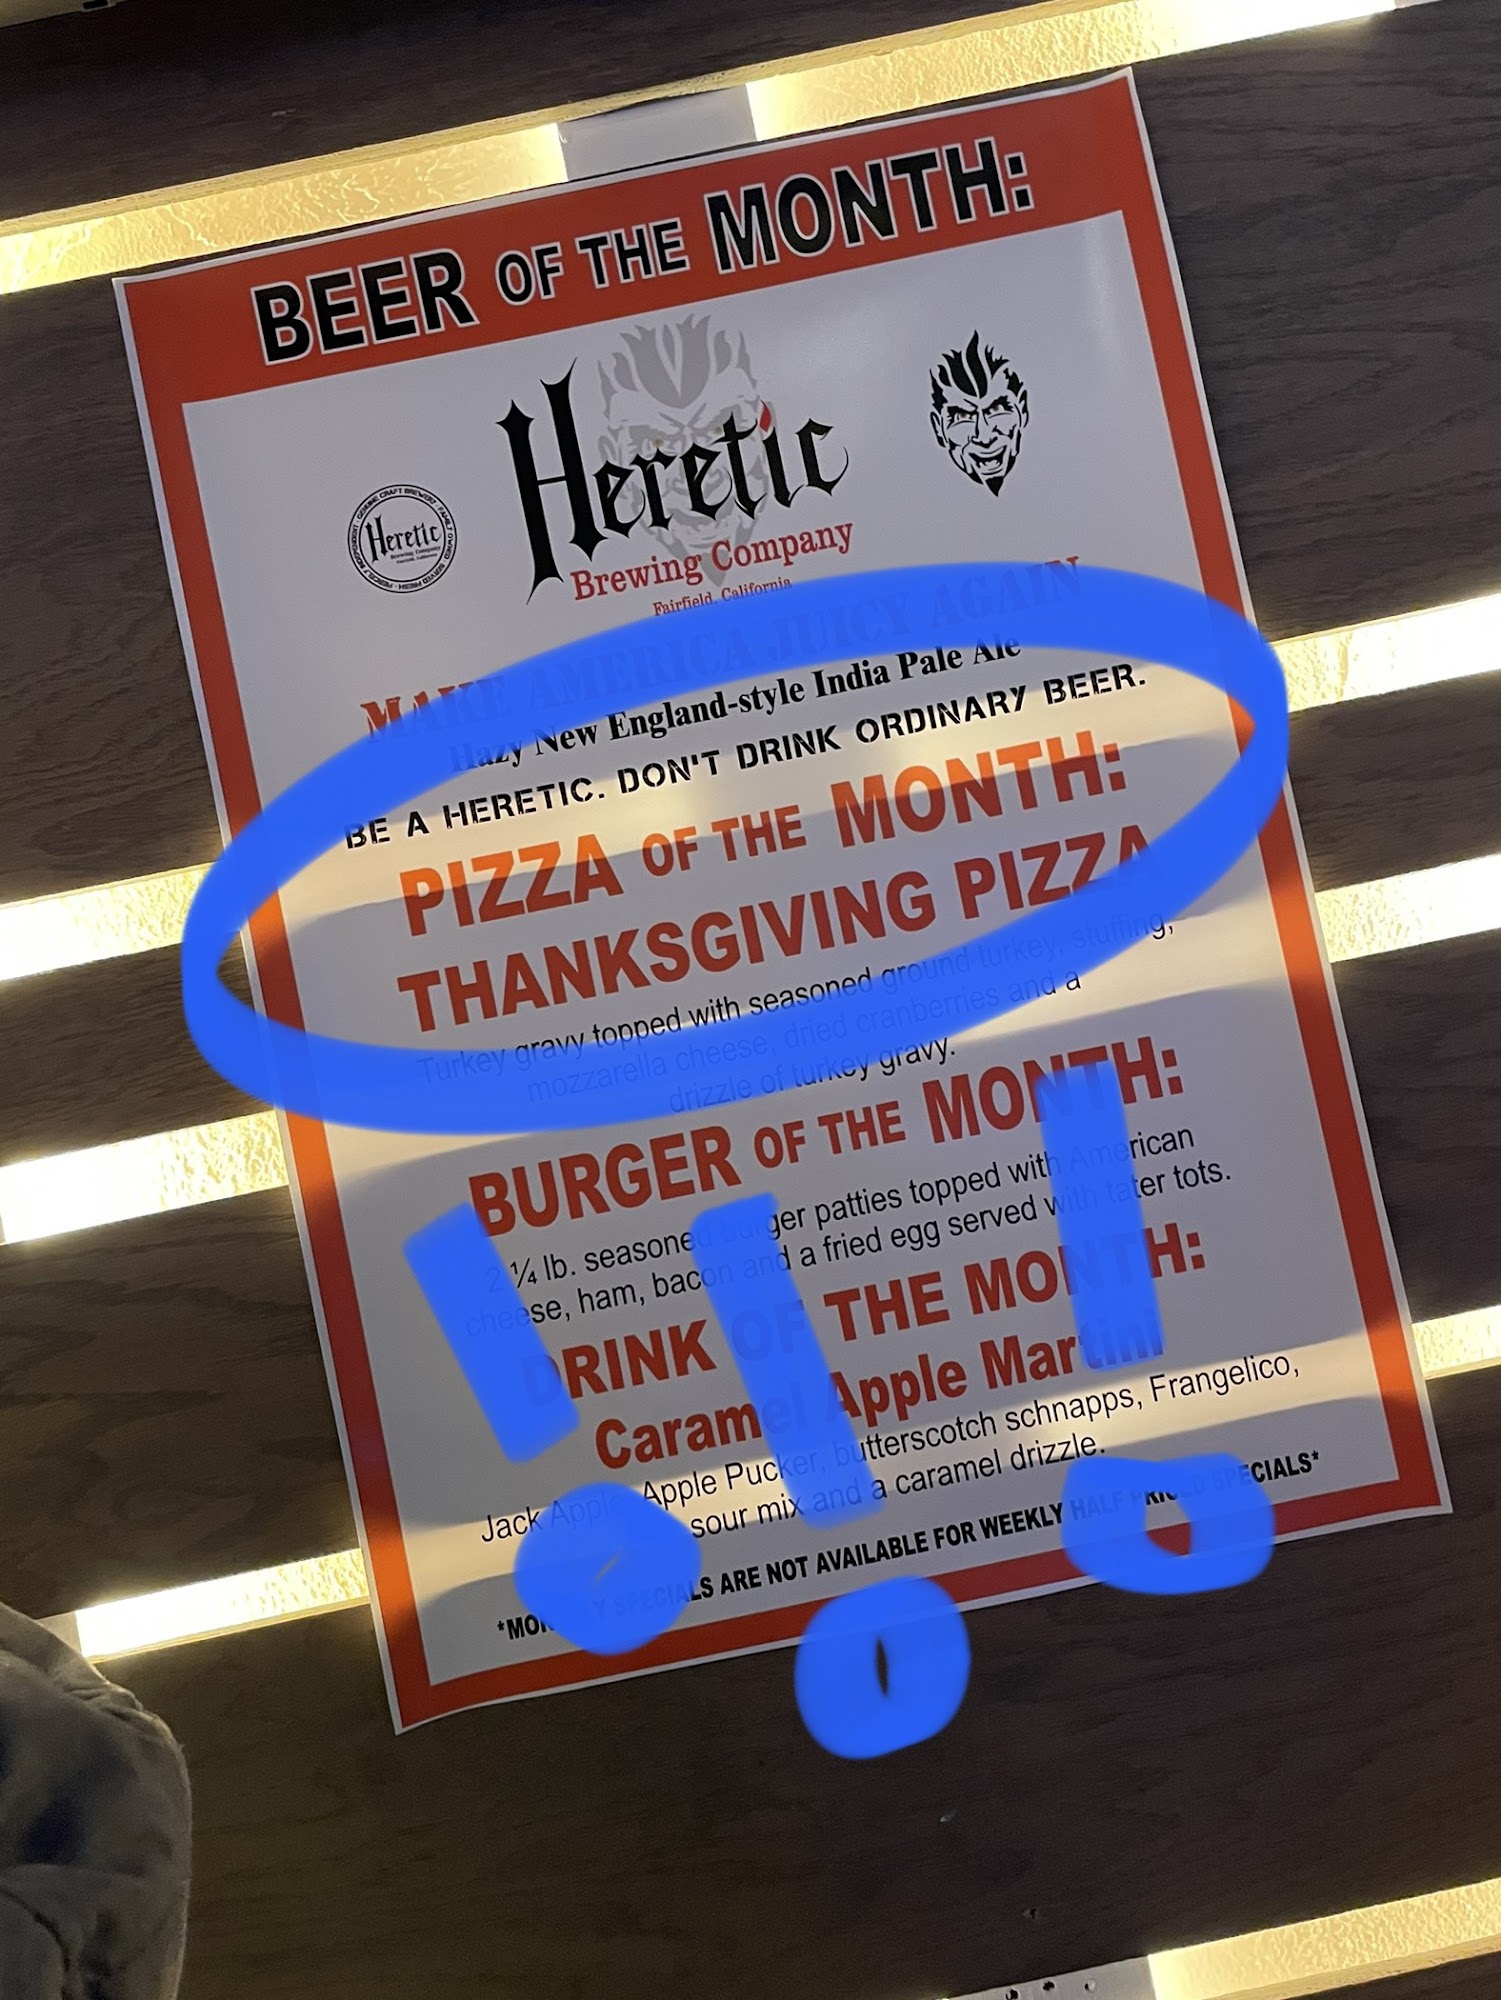 BEER OF THE MONTH:
Heretic
Brewing Company
Fairfield, California
Heretic
Brewing Company
MAKE AMERICA JUICY AGAIN
Hazy New England-style India Pale Ale
BE A HERETIC. DON'T DRINK ORDINARY BEER.
PIZZA OF THE MONTH:
THANKSGIVING PIZZA
Turkey gravy topped with seasoned ground turkey, stuffing,
mozzarella cheese, dried cranberries and a
drizzle of turkey gravy.
BURGER OF THE MONTH:
2 ¼ lb. seasoned burger patties topped with American
cheese, ham, bacon and a fried egg served with tater tots.
DRINK OF THE MONTH:
Caramel Apple Martini
Jack Apple, Apple Pucker, butterscotch schnapps, Frangelico,
sour mix and a caramel drizzle.
*MONTHLY SPECIALS ARE NOT AVAILABLE FOR WEEKLY HALF PRICED SPECIALS*